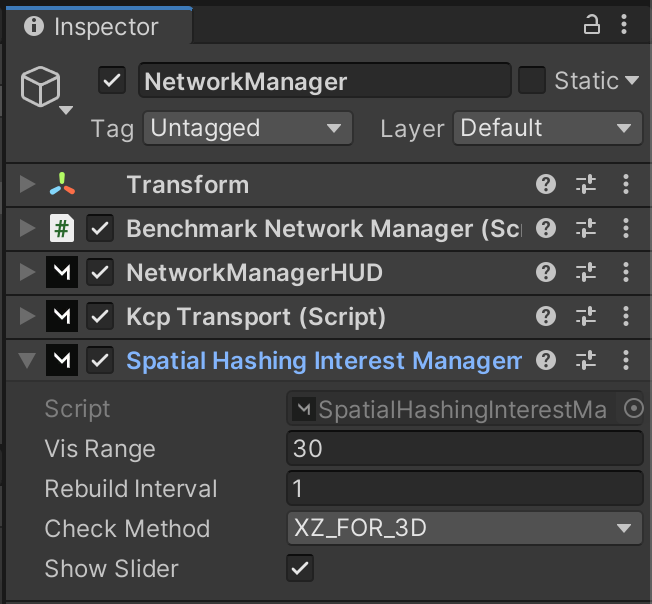 Inspector
NetworkManager Static
Tag Untagged Layer Default
Transform
# Benchmark Network Manager (Sc
NetworkManagerHUD
Kcp Transport (Script)
Spatial Hashing Interest Managem
Script SpatialHashingInterestMa
Vis Range 30
Rebuild Interval 1
Check Method XZ_FOR_3D
Show Slider